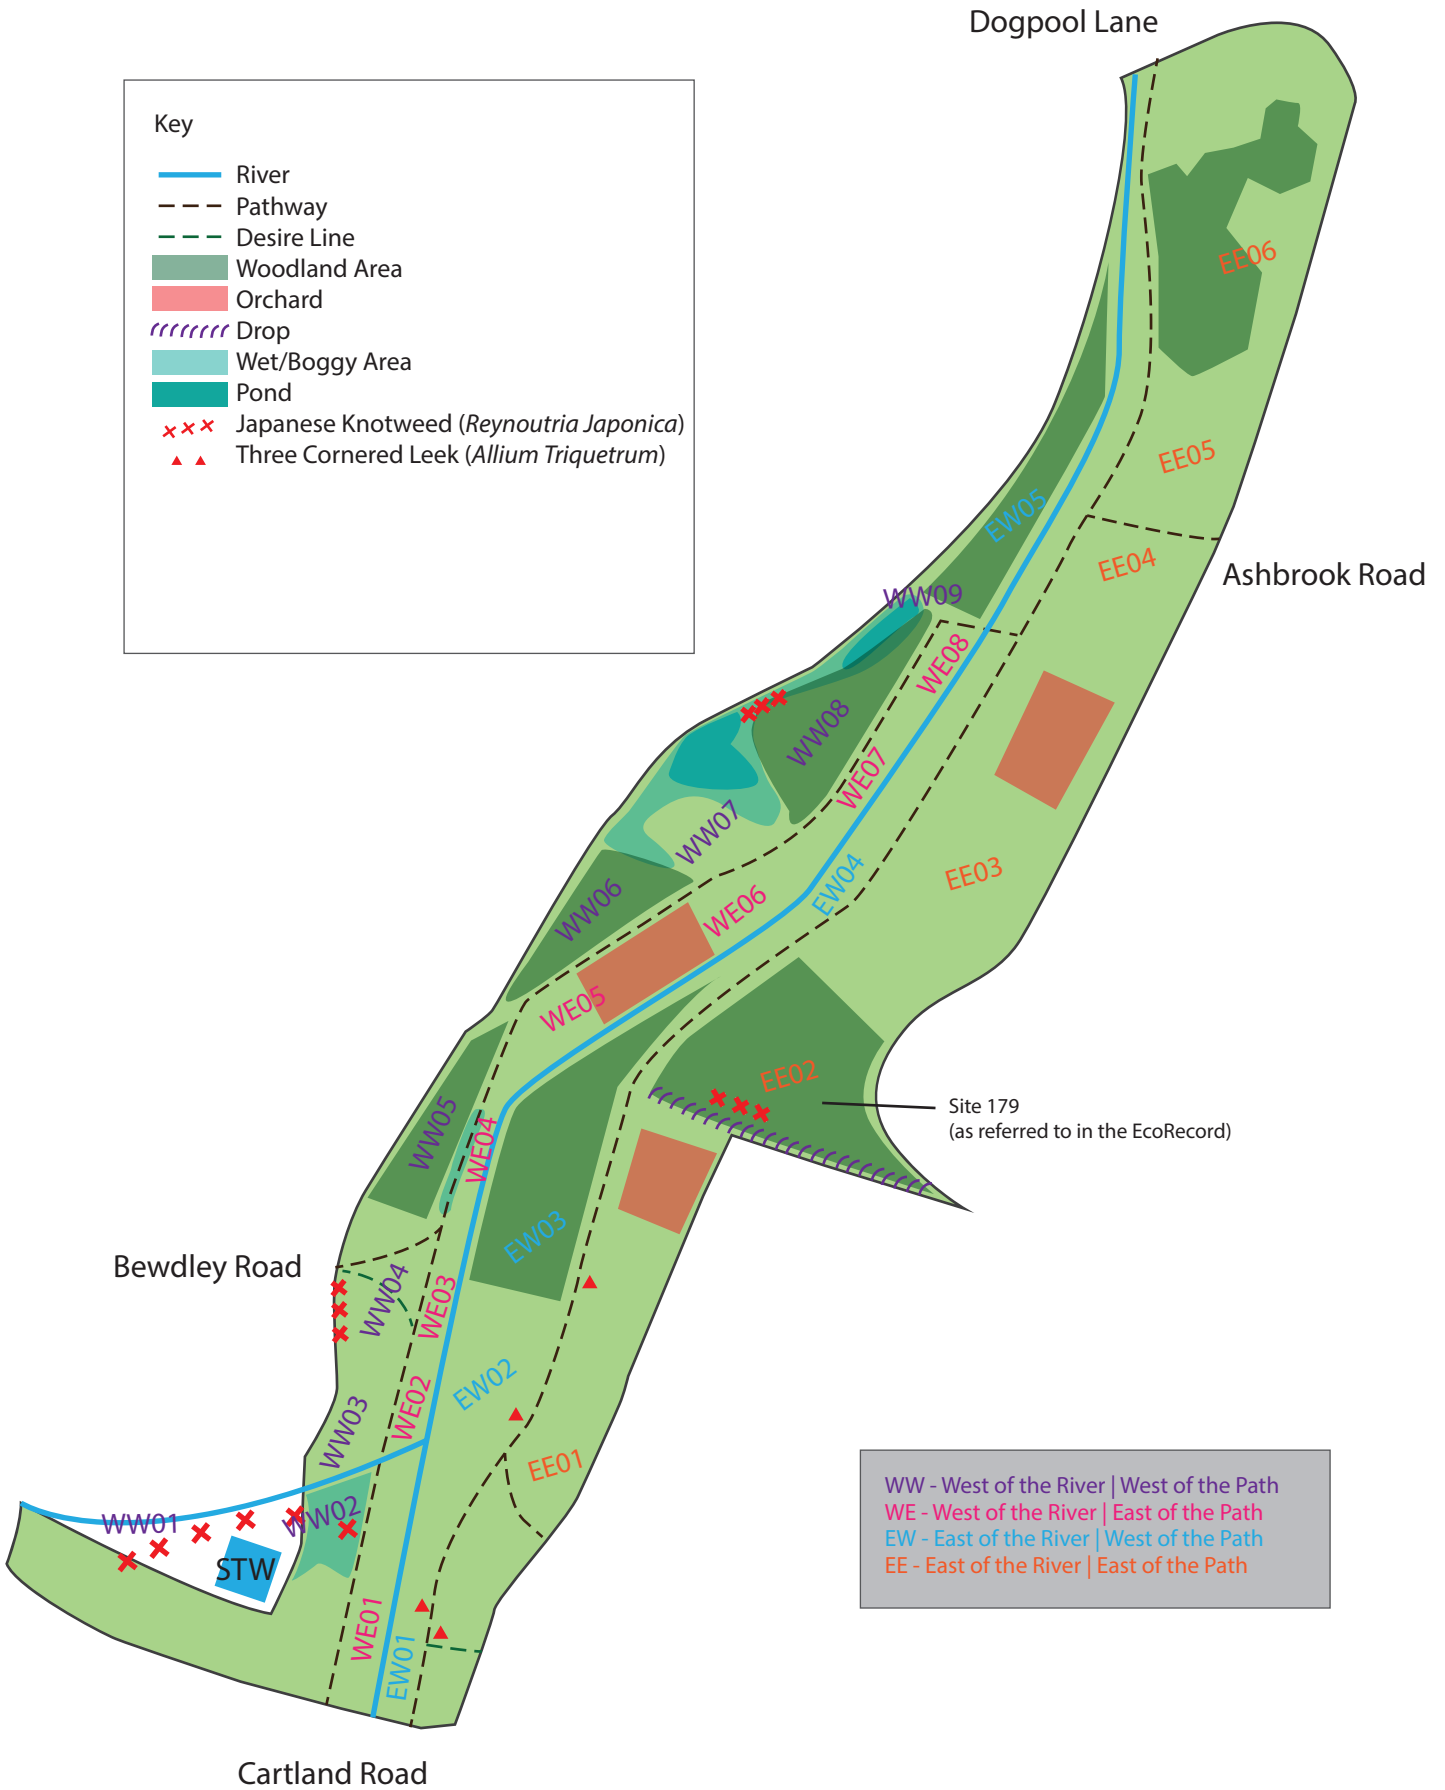 Dogpool Lane
Key
River
Pathway
Desire Line
Woodland Area
Orchard
Drop
Wet/Boggy Area
Pond
Japanese Knotweed (Reynoutria Japonica)
Three Cornered Leek (Allium Triquetrum)
EE06
EE05
EW05
EE04
Ashbrook Road
WW09
WE08
WW08
WE07
WW07
EE03
EW04
WW06
WE06
WE05
EE02
Site 179
(as referred to in the EcoRecord)
WW05
WE04
EW03
Bewdley Road
WW04
WE03
EW02
WE02
WW03
EE01
WW02
WW01
STW
WE01
EW01
WW - West of the River | West of the Path
WE - West of the River | East of the Path
EW - East of the River | West of the Path
EE - East of the River | East of the Path
Cartland Road